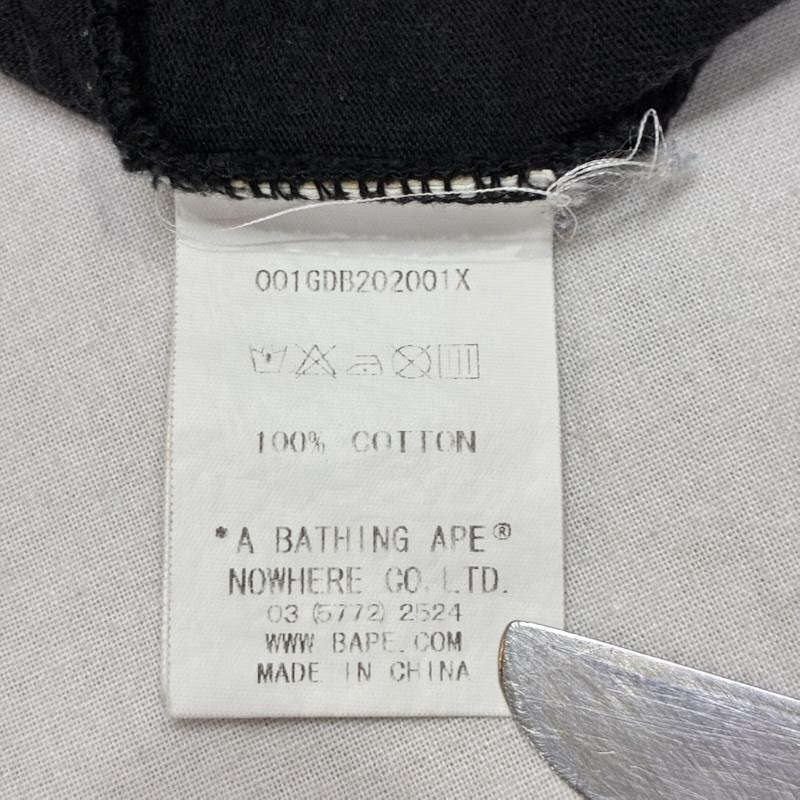 001GDB202001X
100% COTTON
*A BATHING APE®
NOWHERE CO. LTD.
03 (5772) 2524
WWW BAPE.COM
MADE IN CHINA